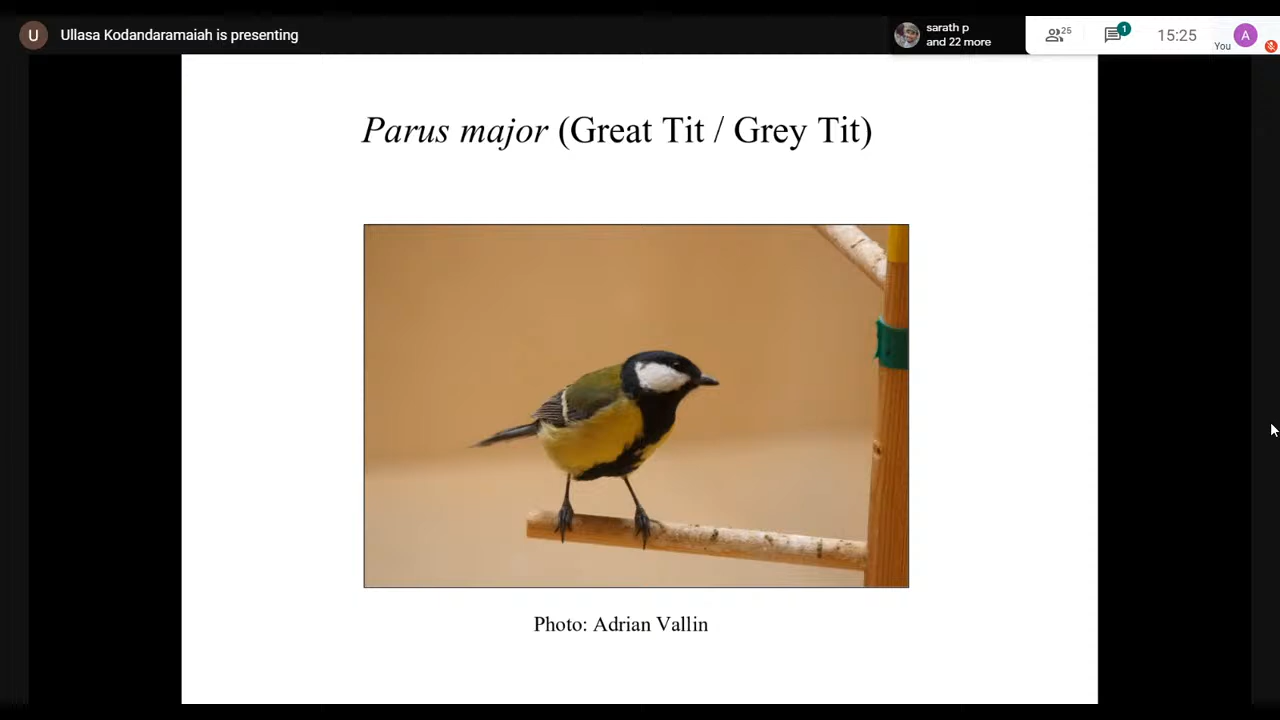 U Ullasa Kodandaramaiah is presenting
sarath p
and 22 more
25
1
15:25
You
A
Parus major (Great Tit / Grey Tit)
Photo: Adrian Vallin